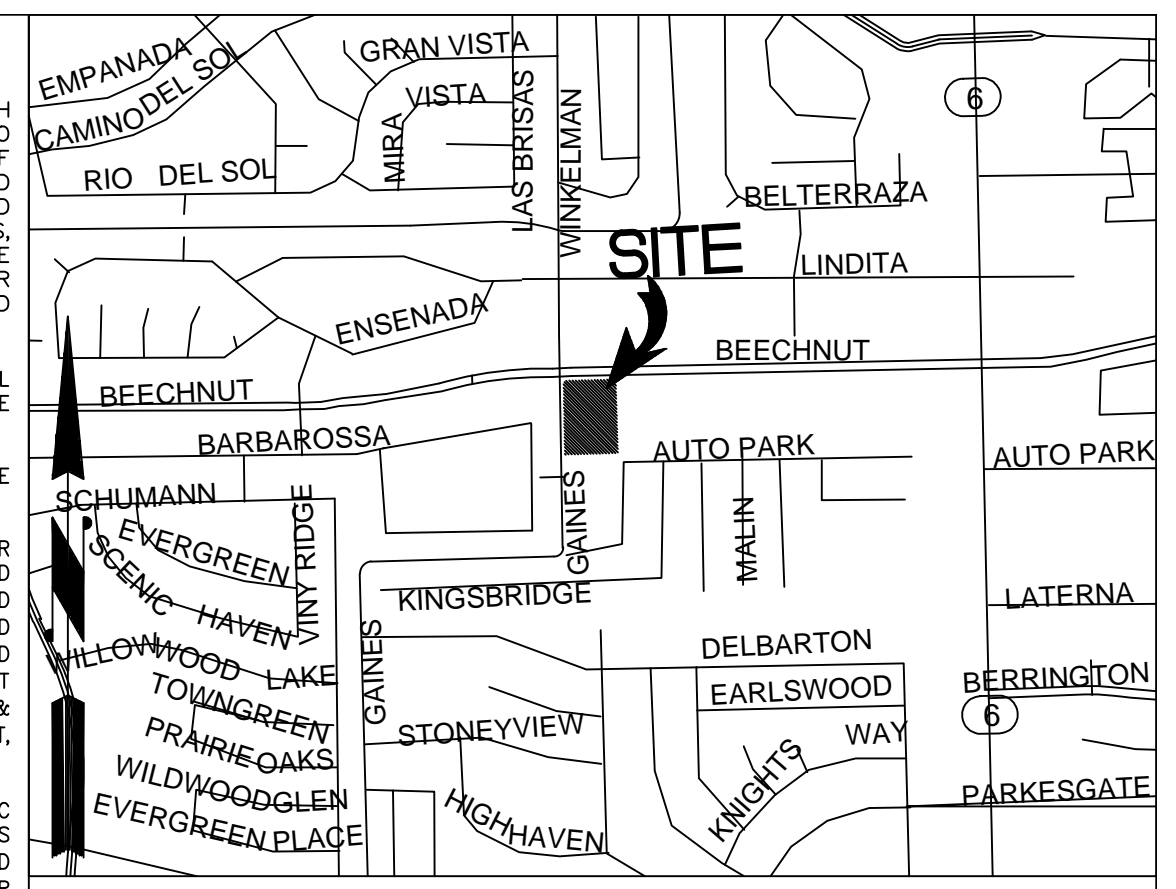 EMPANADA
CAMINO DEL SOL
GRAN VISTA
MIRA VISTA
LAS BRISAS
WINKELMAN
6
RIO DEL SOL
BELTERRAZA
SITE
LINDITA
ENSENADA
BEECHNUT
BEECHNUT
BARBAROSSA
AUTO PARK
AUTO PARK
SCHUMANN
EVERGREEN
SCENIC HAVEN
VINY RIDGE
GAINES
MALIN
KINGSBRIDGE
LATERNA
WILLOWWOOD LAKE
GAINES
DELBARTON
TOWNGREEN
EARLSWOOD
BERRINGTON
6
PRAIRIE OAKS
STONEYVIEW
KNIGHTS WAY
WILDWOODGLEN
HIGH HAVEN
PARKESGATE
EVERGREEN PLACE